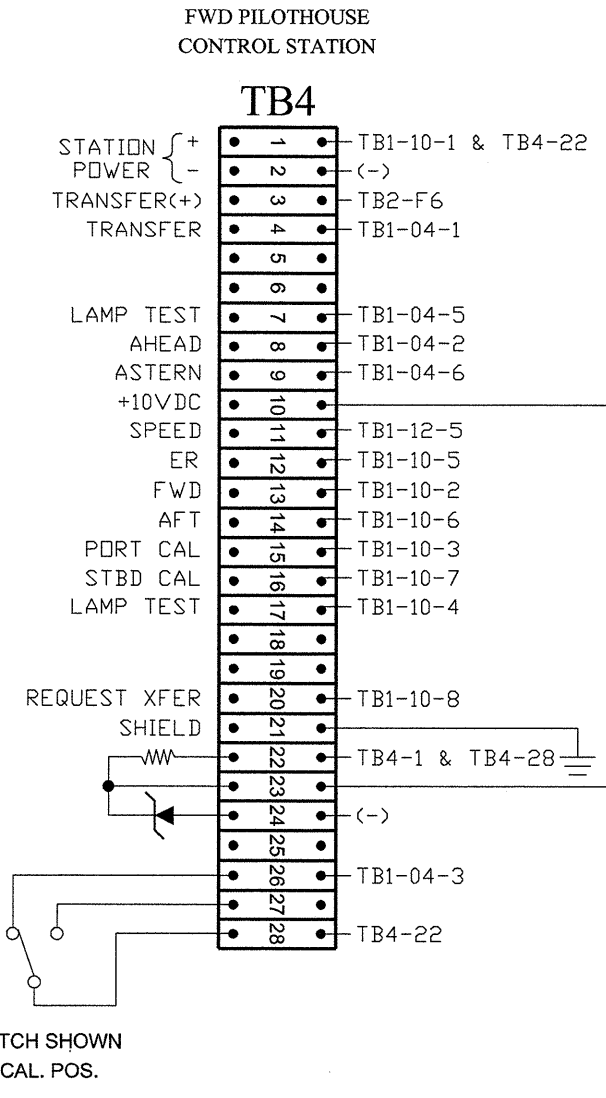 FWD PILOTHOUSE
CONTROL STATION
TB4
STATION POWER + 1 TB1-10-1 & TB4-22
- 2 (-)
TRANSFER(+) 3 TB2-F6
TRANSFER 4 TB1-04-1
5
6
LAMP TEST 7 TB1-04-5
AHEAD 8 TB1-04-2
ASTERN 9 TB1-04-6
+10VDC 10
SPEED 11 TB1-12-5
ER 12 TB1-10-5
FWD 13 TB1-10-2
AFT 14 TB1-10-6
PORT CAL 15 TB1-10-3
STBD CAL 16 TB1-10-7
LAMP TEST 17 TB1-10-4
18
19
REQUEST XFER 20 TB1-10-8
SHIELD 21
22 TB4-1 & TB4-28
23
24 (-)
25
26 TB1-04-3
27
28 TB4-22
TCH SHOWN
CAL. POS.